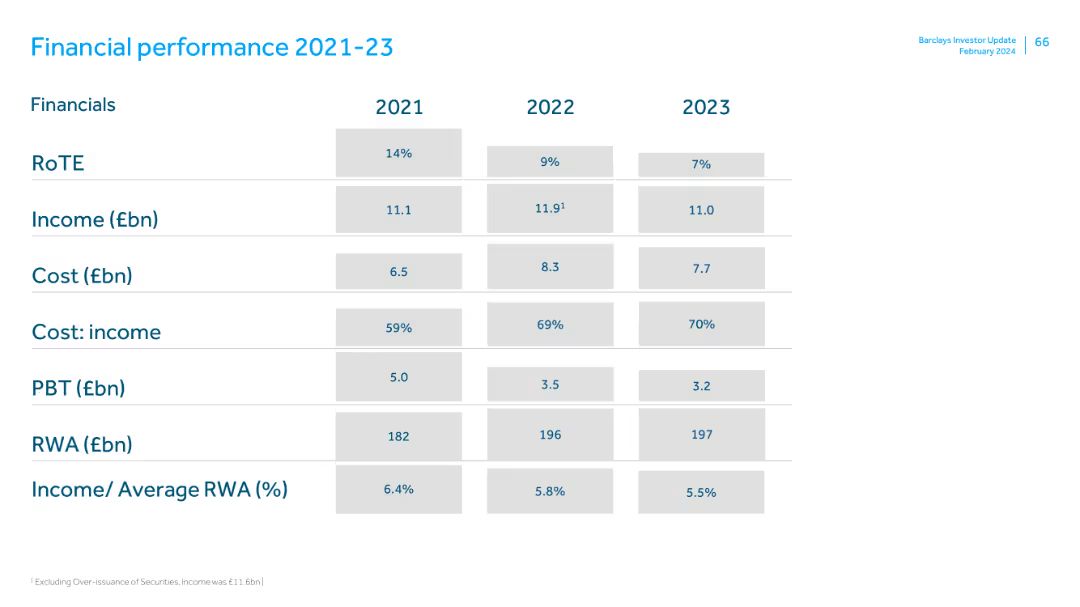 Financial performance 2021-23
Barclays Investor Update
February 2024
66
Financials 2021 2022 2023
RoTE 14% 9% 7%
Income (£bn) 11.1 11.9¹ 11.0
Cost (£bn) 6.5 8.3 7.7
Cost: income 59% 69% 70%
PBT (£bn) 5.0 3.5 3.2
RWA (£bn) 182 196 197
Income/ Average RWA (%) 6.4% 5.8% 5.5%
¹ Excluding Over-issuance of Securities, Income was £11.6bn |